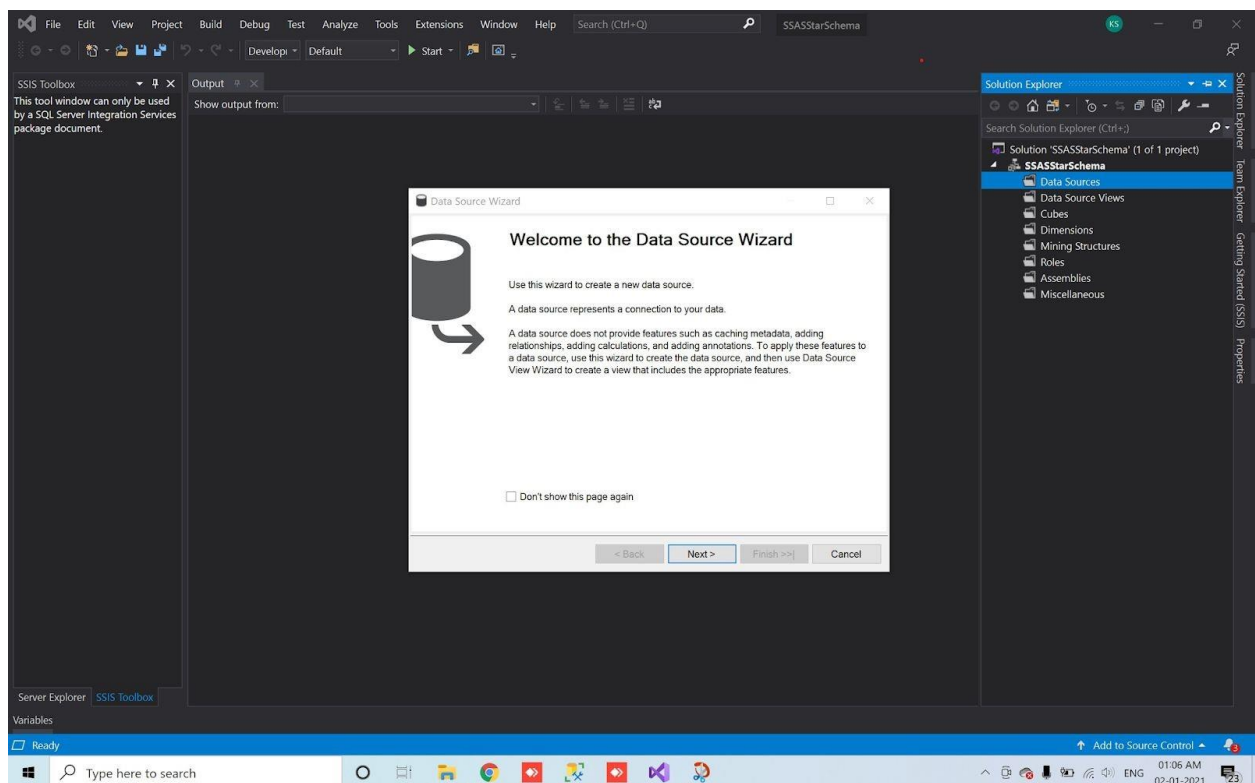 File Edit View Project Build Debug Test Analyze Tools Extensions Window Help Search (Ctrl+Q) SSASStarSchema KS
Develop Default Start
SSIS Toolbox
This tool window can only be used
by a SQL Server Integration Services
package document.
Output
Show output from:
Data Source Wizard
Welcome to the Data Source Wizard
Use this wizard to create a new data source.
A data source represents a connection to your data.
A data source does not provide features such as caching metadata, adding
relationships, adding calculations, and adding annotations. To apply these features to
a data source, use this wizard to create the data source, and then use Data Source
View Wizard to create a view that includes the appropriate features.
Don't show this page again
< Back Next > Finish >>| Cancel
Solution Explorer
Search Solution Explorer (Ctrl+;)
Solution 'SSASStarSchema' (1 of 1 project)
SSASStarSchema
Data Sources
Data Source Views
Cubes
Dimensions
Mining Structures
Roles
Assemblies
Miscellaneous
Solution Explorer
Team Explorer
Getting Started (SSIS)
Properties
Server Explorer SSIS Toolbox
Variables
Ready Add to Source Control 3
Type here to search ENG 01:06 AM
02-01-2021 23